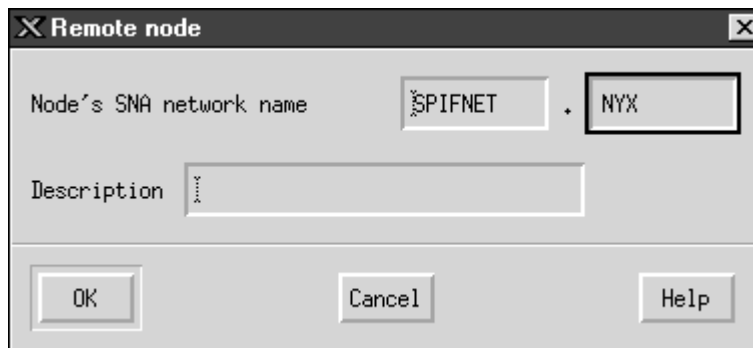 Remote node
Node's SNA network name SPIFNET . NYX
Description
OK Cancel Help